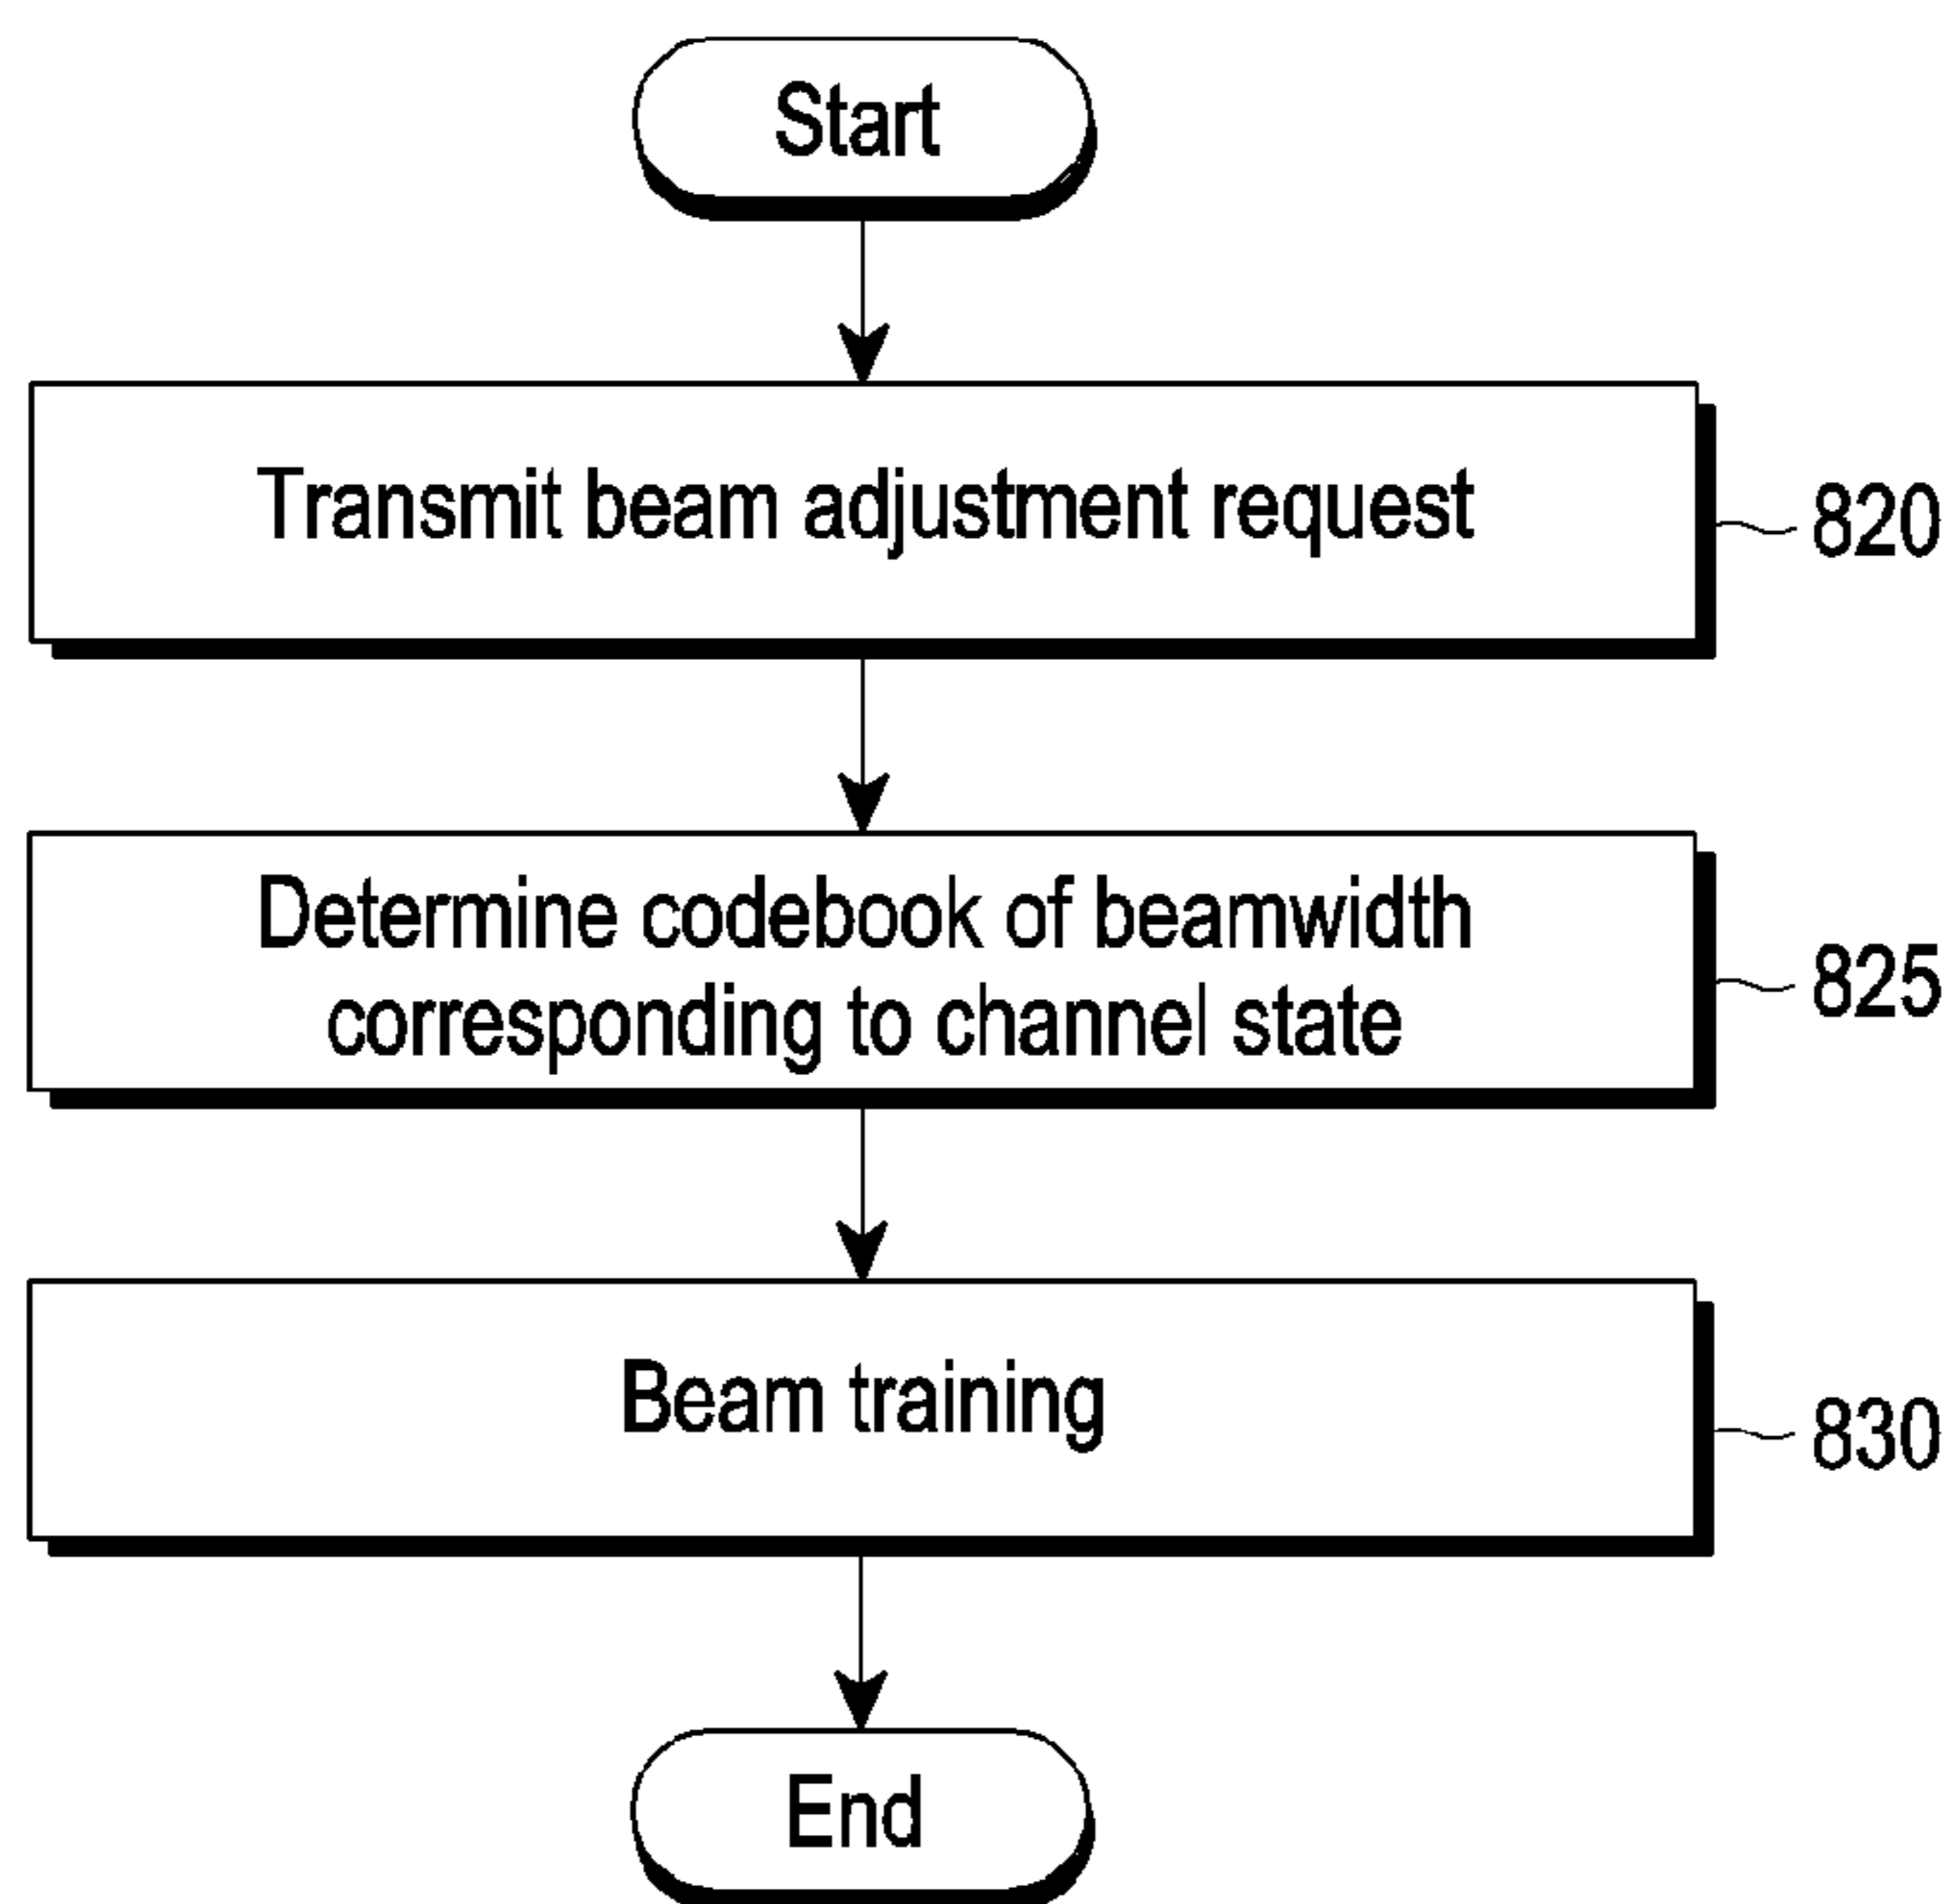 Start
Transmit beam adjustment request
820
Determine codebook of beamwidth
corresponding to channel state
825
Beam training
830
End